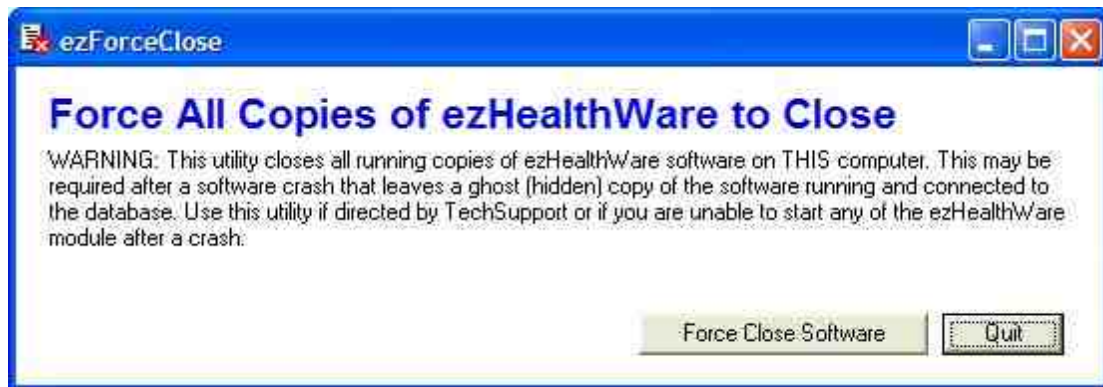 ezForceClose
Force All Copies of ezHealthWare to Close
WARNING: This utility closes all running copies of ezHealthWare software on THIS computer. This may be
required after a software crash that leaves a ghost (hidden) copy of the software running and connected to
the database. Use this utility if directed by TechSupport or if you are unable to start any of the ezHealthWare
module after a crash.
Force Close Software Quit